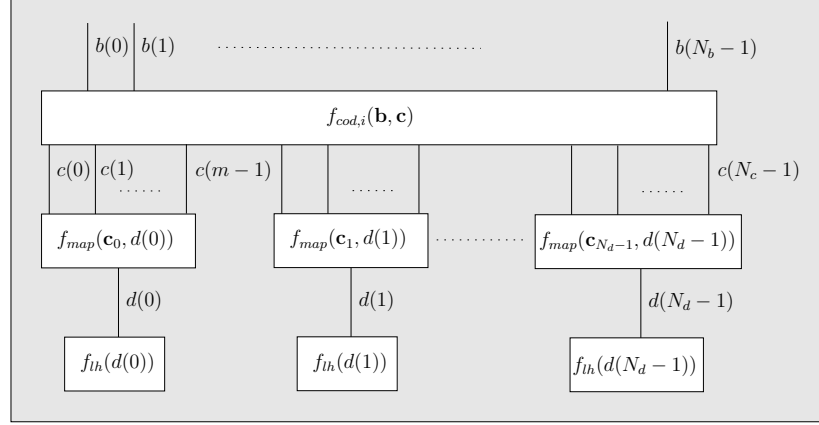 b(0) b(1) ........................................ b(N_b − 1)
f_{cod,i}(𝐛, 𝐜)
c(0) c(1) ...... c(m − 1) ...... ...... c(N_c − 1)
f_{map}(𝐜_0, d(0)) f_{map}(𝐜_1, d(1)) ................ f_{map}(𝐜_{N_d−1}, d(N_d − 1))
d(0) d(1) d(N_d − 1)
f_{lh}(d(0)) f_{lh}(d(1)) f_{lh}(d(N_d − 1))